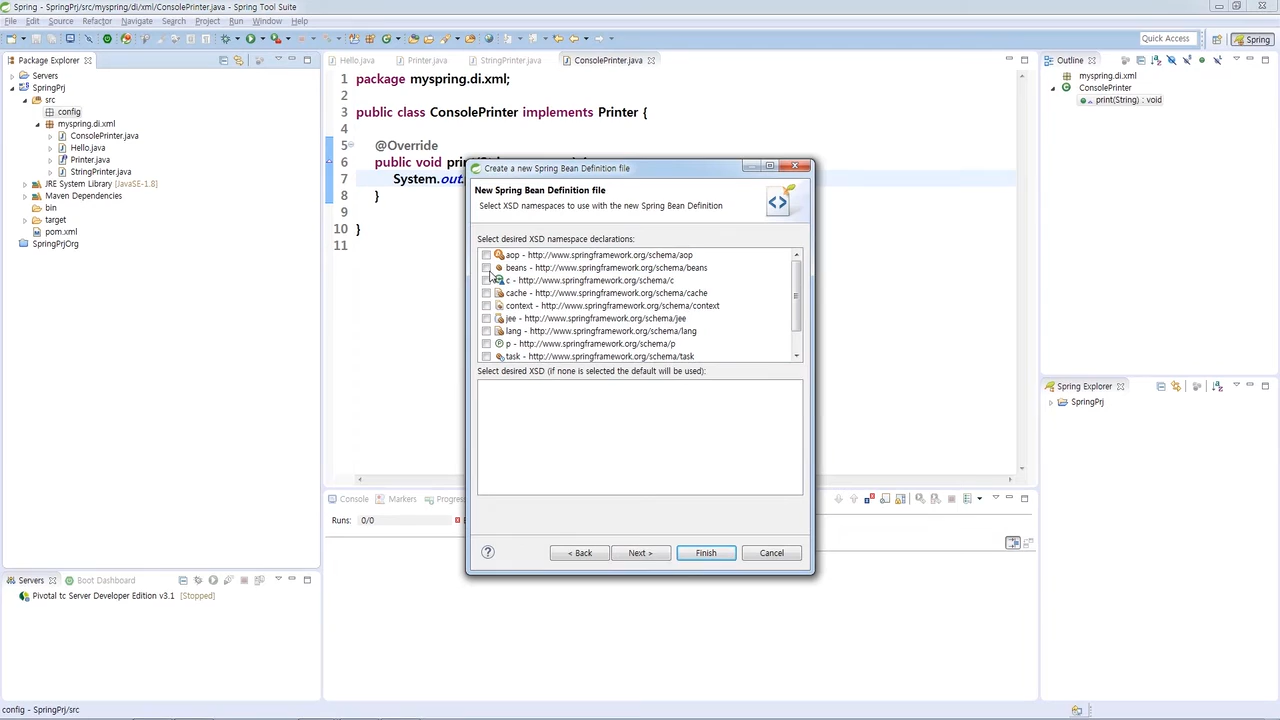 Spring - SpringPrj/src/myspring/di/xml/ConsolePrinter.java - Spring Tool Suite
File Edit Source Refactor Navigate Search Project Run Window Help
Quick Access
Spring
Package Explorer
Servers
SpringPrj
src
config
myspring.di.xml
ConsolePrinter.java
Hello.java
Printer.java
StringPrinter.java
JRE System Library [JavaSE-1.8]
Maven Dependencies
bin
target
pom.xml
SpringPrjOrg
Hello.java Printer.java StringPrinter.java ConsolePrinter.java
1 package myspring.di.xml;
2
3 public class ConsolePrinter implements Printer {
4
5 @Override
6 public void
7 System.out.
8 }
9
10 }
11
Create a new Spring Bean Definition file
New Spring Bean Definition file
Select XSD namespaces to use with the new Spring Bean Definition
Select desired XSD namespace declarations:
aop - http://www.springframework.org/schema/aop
beans - http://www.springframework.org/schema/beans
c - http://www.springframework.org/schema/c
cache - http://www.springframework.org/schema/cache
context - http://www.springframework.org/schema/context
jee - http://www.springframework.org/schema/jee
lang - http://www.springframework.org/schema/lang
p - http://www.springframework.org/schema/p
task - http://www.springframework.org/schema/task
Select desired XSD (if none is selected the default will be used):
< Back Next > Finish Cancel
Outline
myspring.di.xml
ConsolePrinter
print(String) : void
Spring Explorer
SpringPrj
Console Markers Progres
Runs: 0/0
Servers Boot Dashboard
Pivotal tc Server Developer Edition v3.1 [Stopped]
config - SpringPrj/src